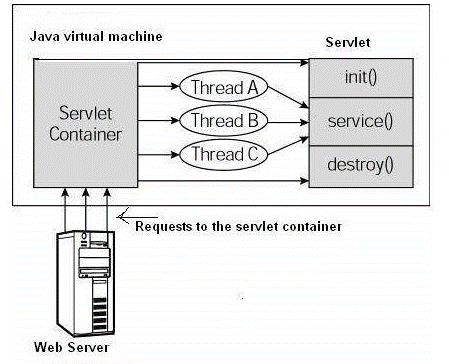 Java virtual machine
Servlet
Servlet
Container
Thread A
Thread B
Thread C
init()
service()
destroy()
Requests to the servlet container
Web Server